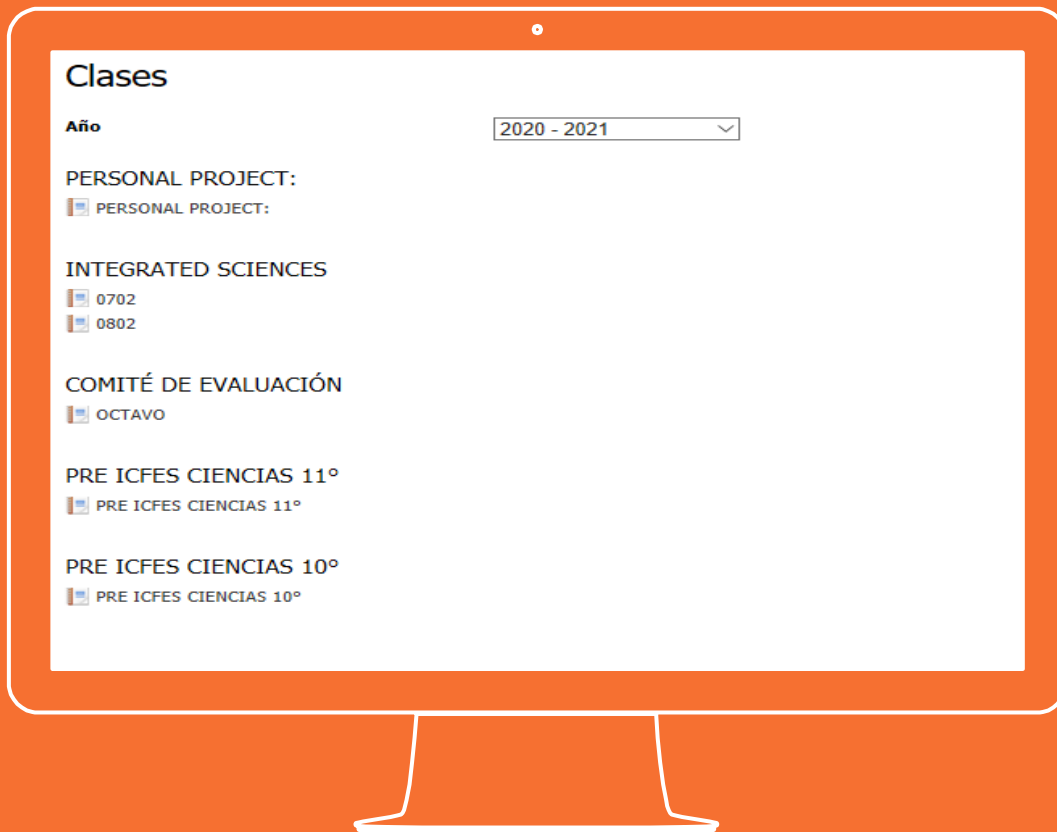 Clases
Año 2020 - 2021
PERSONAL PROJECT:
PERSONAL PROJECT:
INTEGRATED SCIENCES
0702
0802
COMITÉ DE EVALUACIÓN
OCTAVO
PRE ICFES CIENCIAS 11°
PRE ICFES CIENCIAS 11°
PRE ICFES CIENCIAS 10°
PRE ICFES CIENCIAS 10°